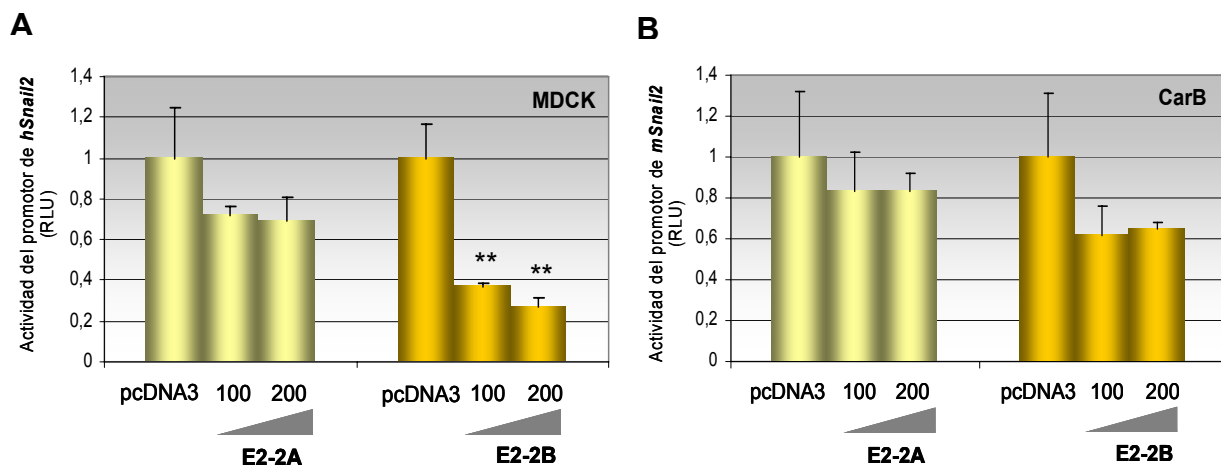 A
Actividad del promotor de hSnail2
(RLU)
1,4
1,2
1
0,8
0,6
0,4
0,2
0
MDCK
**
**
pcDNA3 100 200 pcDNA3 100 200
E2-2A E2-2B
B
Actividad del promotor de mSnail2
(RLU)
1,4
1,2
1
0,8
0,6
0,4
0,2
0
CarB
pcDNA3 100 200 pcDNA3 100 200
E2-2A E2-2B